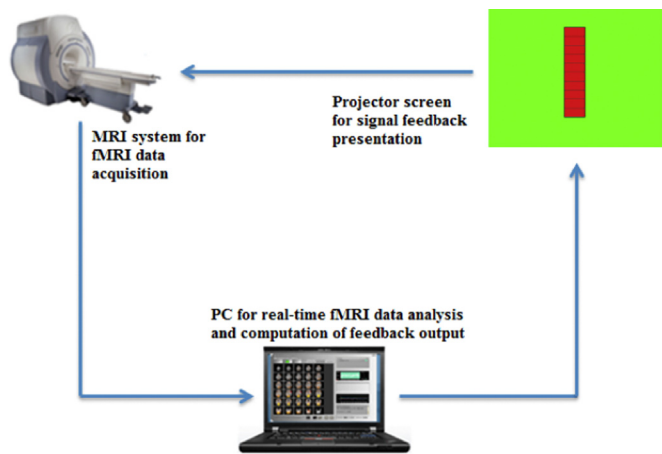 Projector screen
for signal feedback
presentation
MRI system for
fMRI data
acquisition
PC for real-time fMRI data analysis
and computation of feedback output